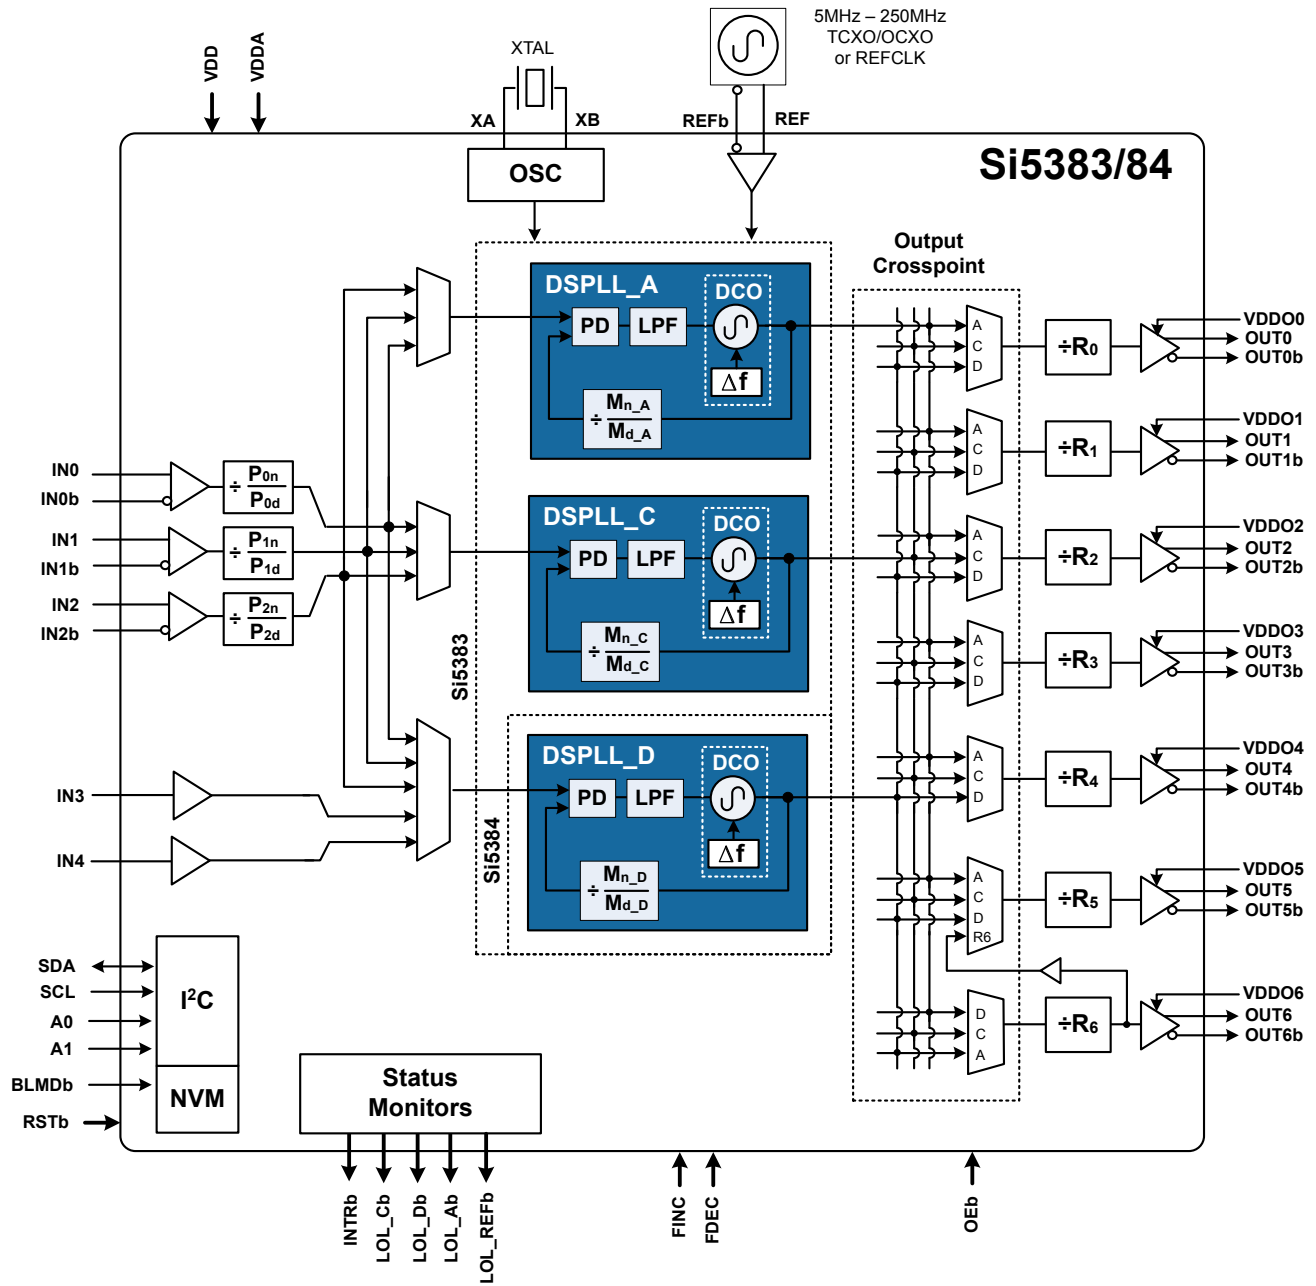 5MHz – 250MHz
TCXO/OCXO
or REFCLK
XTAL
VDD
VDDA
XA
XB
REFb
REF
Si5383/84
OSC
Output
Crosspoint
DSPLL_A
DCO
PD
LPF
Δf
÷ Mn_A
Md_A
A
C
D
÷R0
VDDO0
OUT0
OUT0b
A
C
D
÷R1
VDDO1
OUT1
OUT1b
IN0
IN0b
÷ P0n
P0d
IN1
IN1b
÷ P1n
P1d
IN2
IN2b
÷ P2n
P2d
DSPLL_C
DCO
PD
LPF
Δf
÷ Mn_C
Md_C
Si5383
A
C
D
÷R2
VDDO2
OUT2
OUT2b
A
C
D
÷R3
VDDO3
OUT3
OUT3b
IN3
IN4
DSPLL_D
DCO
PD
LPF
Δf
÷ Mn_D
Md_D
Si5384
A
C
D
÷R4
VDDO4
OUT4
OUT4b
A
C
D
R6
÷R5
VDDO5
OUT5
OUT5b
D
C
A
÷R6
VDDO6
OUT6
OUT6b
SDA
SCL
A0
A1
BLMDb
RSTb
I2C
NVM
Status
Monitors
INTRb
LOL_Cb
LOL_Db
LOL_Ab
LOL_REFb
FINC
FDEC
OEb